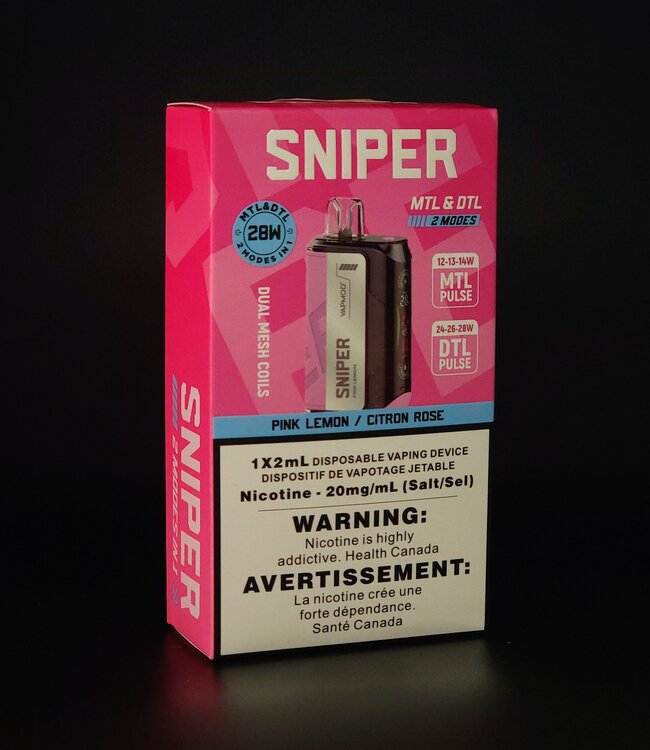 SNIPER
MTL & DTL
2 MODES
MTL&DTL
28W
2 MODES IN 1
12-13-14W
MTL
PULSE
24-26-28W
DTL
PULSE
DUAL MESH COILS
VAPMOD
SNIPER
PINK LEMON
PINK LEMON / CITRON ROSE
1X2mL DISPOSABLE VAPING DEVICE
DISPOSITIF DE VAPOTAGE JETABLE
Nicotine - 20mg/mL (Salt/Sel)
WARNING:
Nicotine is highly
addictive. Health Canada
AVERTISSEMENT:
La nicotine crée une
forte dépendance.
Santé Canada
SNIPER
2 MODES IN 1